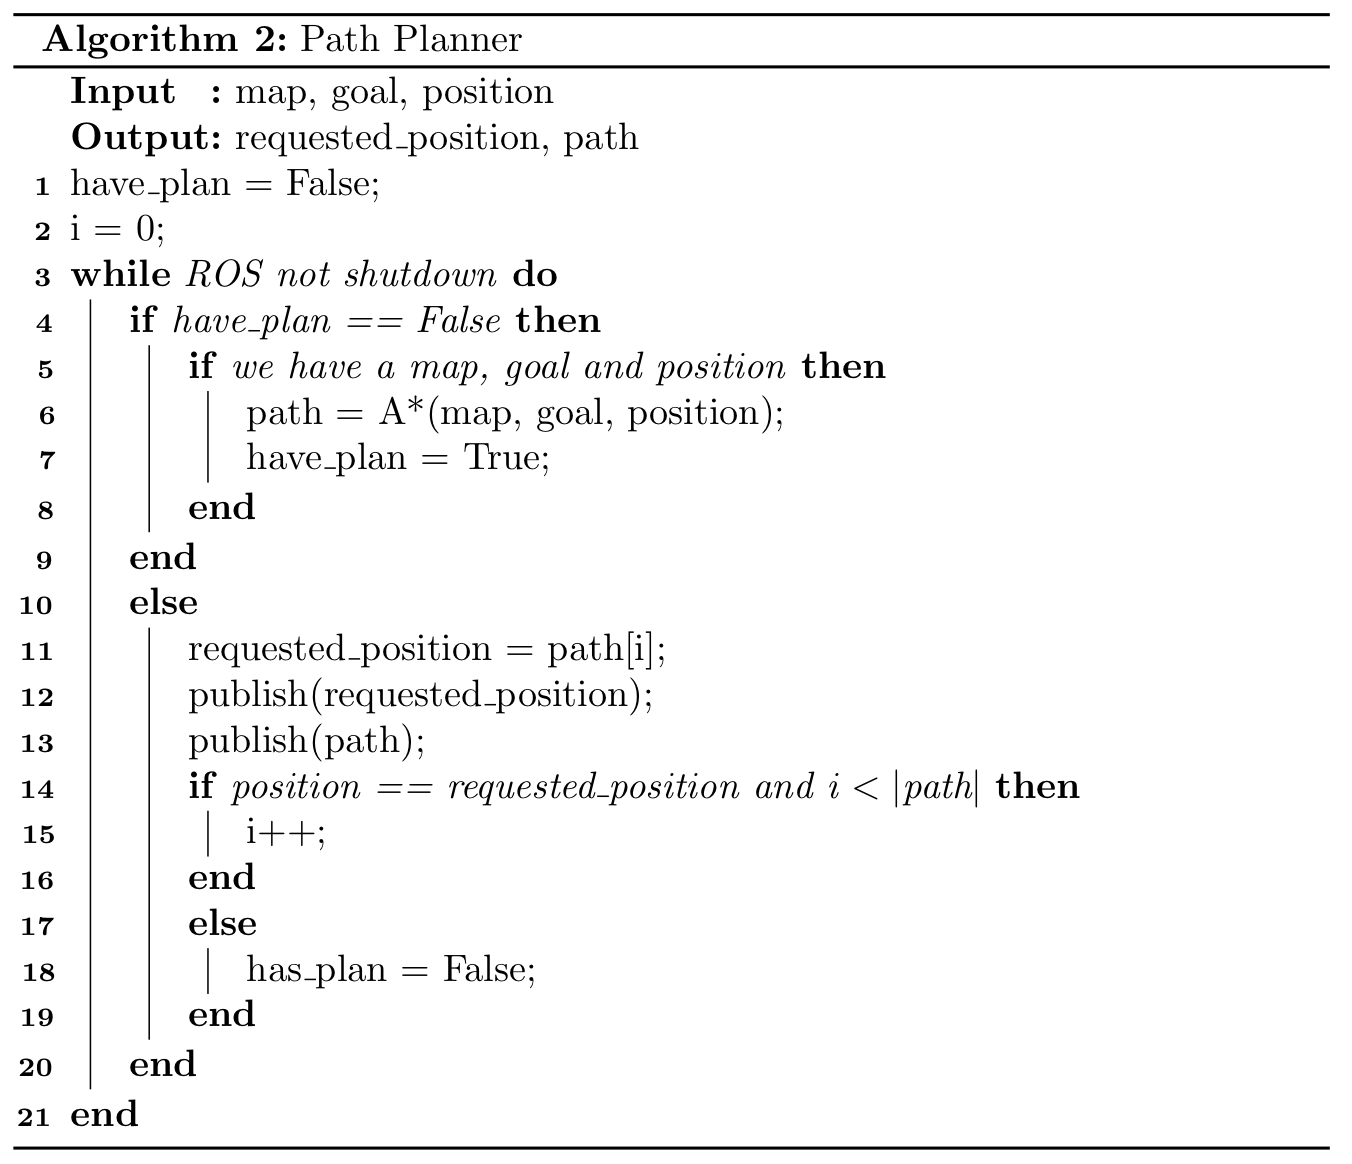 Algorithm 2: Path Planner
Input : map, goal, position
Output: requested_position, path
1 have_plan = False;
2 i = 0;
3 while ROS not shutdown do
4 if have_plan == False then
5 if we have a map, goal and position then
6 path = A*(map, goal, position);
7 have_plan = True;
8 end
9 end
10 else
11 requested_position = path[i];
12 publish(requested_position);
13 publish(path);
14 if position == requested_position and i < |path| then
15 i++;
16 end
17 else
18 has_plan = False;
19 end
20 end
21 end